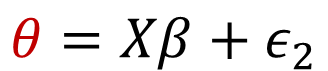 θ = Xβ + ϵ₂